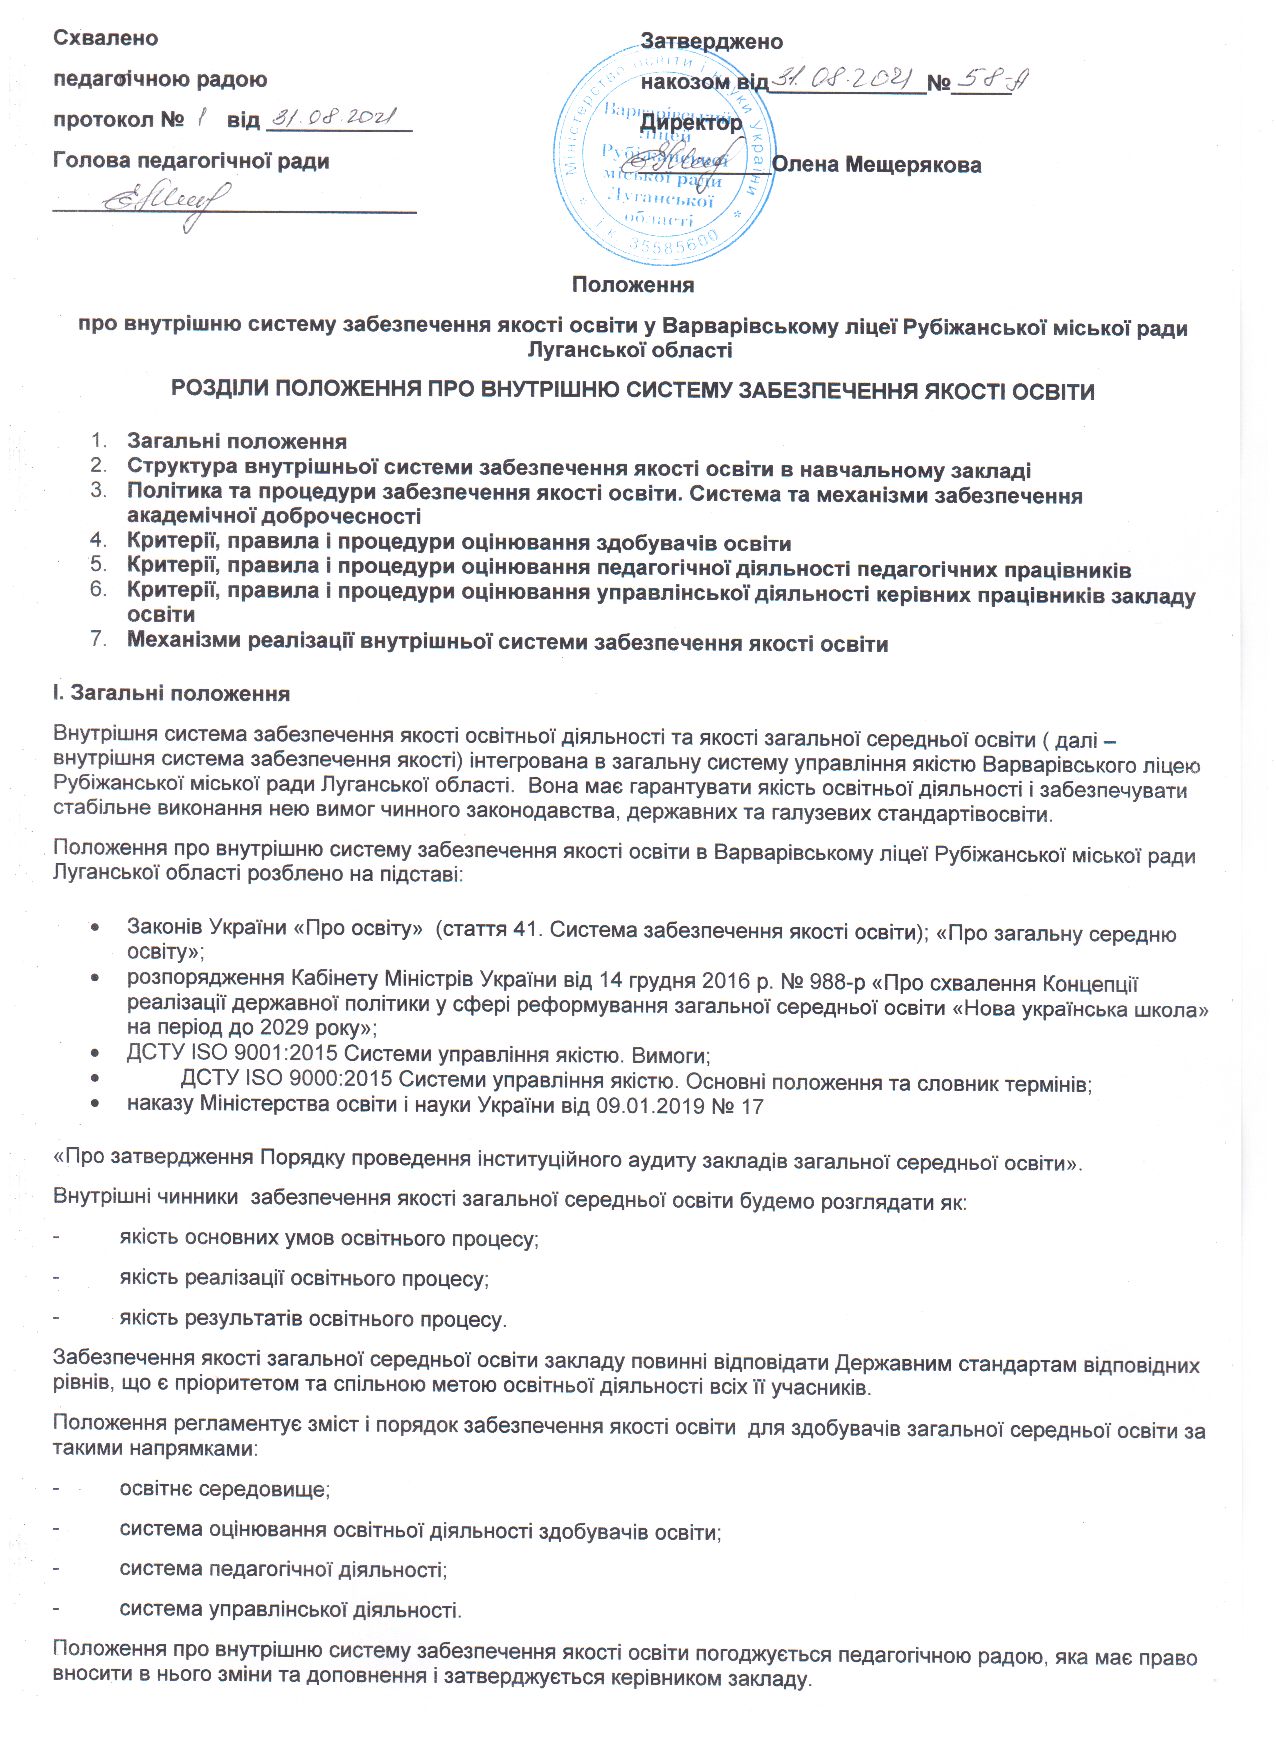 Схвалено
педагоічною радою
протокол № 1 від 31.08.2021
Голова педагогічної ради
Затверджено
накозом від 31.08.2021 № 58-а
Директор
Олена Мещерякова
Міністерство освіти і науки України
Варварівський
ліцей
Рубіжанської
міської ради
Луганської
області
35585600
Положення
про внутрішню систему забезпечення якості освіти у Варварівському ліцеї Рубіжанської міської ради
Луганської області
РОЗДІЛИ ПОЛОЖЕННЯ ПРО ВНУТРІШНЮ СИСТЕМУ ЗАБЕЗПЕЧЕННЯ ЯКОСТІ ОСВІТИ
1. Загальні положення
2. Структура внутрішньої системи забезпечення якості освіти в навчальному закладі
3. Політика та процедури забезпечення якості освіти. Система та механізми забезпечення
академічної доброчесності
4. Критерії, правила і процедури оцінювання здобувачів освіти
5. Критерії, правила і процедури оцінювання педагогічної діяльності педагогічних працівників
6. Критерії, правила і процедури оцінювання управлінської діяльності керівних працівників закладу
освіти
7. Механізми реалізації внутрішньої системи забезпечення якості освіти
І. Загальні положення
Внутрішня система забезпечення якості освітньої діяльності та якості загальної середньої освіти ( далі –
внутрішня система забезпечення якості) інтегрована в загальну систему управління якістю Варварівського ліцею
Рубіжанської міської ради Луганської області. Вона має гарантувати якість освітньої діяльності і забезпечувати
стабільне виконання нею вимог чинного законодавства, державних та галузевих стандартівосвіти.
Положення про внутрішню систему забезпечення якості освіти в Варварівському ліцеї Рубіжанської міської ради
Луганської області розблено на підставі:
• Законів України «Про освіту» (стаття 41. Система забезпечення якості освіти); «Про загальну середню
освіту»;
• розпорядження Кабінету Міністрів України від 14 грудня 2016 р. № 988-р «Про схвалення Концепції
реалізації державної політики у сфері реформування загальної середньої освіти «Нова українська школа»
на період до 2029 року»;
• ДСТУ ISO 9001:2015 Системи управління якістю. Вимоги;
• ДСТУ ISO 9000:2015 Системи управління якістю. Основні положення та словник термінів;
• наказу Міністерства освіти і науки України від 09.01.2019 № 17
«Про затвердження Порядку проведення інституційного аудиту закладів загальної середньої освіти».
Внутрішні чинники забезпечення якості загальної середньої освіти будемо розглядати як:
- якість основних умов освітнього процесу;
- якість реалізації освітнього процесу;
- якість результатів освітнього процесу.
Забезпечення якості загальної середньої освіти закладу повинні відповідати Державним стандартам відповідних
рівнів, що є пріоритетом та спільною метою освітньої діяльності всіх її учасників.
Положення регламентує зміст і порядок забезпечення якості освіти для здобувачів загальної середньої освіти за
такими напрямками:
- освітнє середовище;
- система оцінювання освітньої діяльності здобувачів освіти;
- система педагогічної діяльності;
- система управлінської діяльності.
Положення про внутрішню систему забезпечення якості освіти погоджується педагогічною радою, яка має право
вносити в нього зміни та доповнення і затверджується керівником закладу.